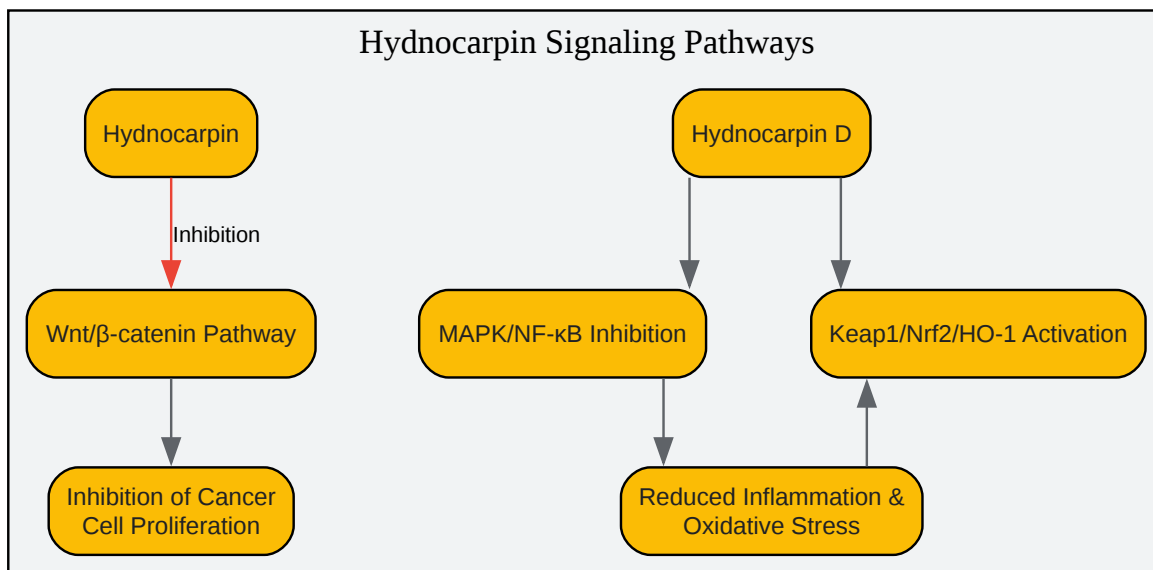 Hydnocarpin Signaling Pathways
Hydnocarpin
Hydnocarpin D
Inhibition
Wnt/β-catenin Pathway
MAPK/NF-κB Inhibition
Keap1/Nrf2/HO-1 Activation
Inhibition of Cancer
Cell Proliferation
Reduced Inflammation &
Oxidative Stress